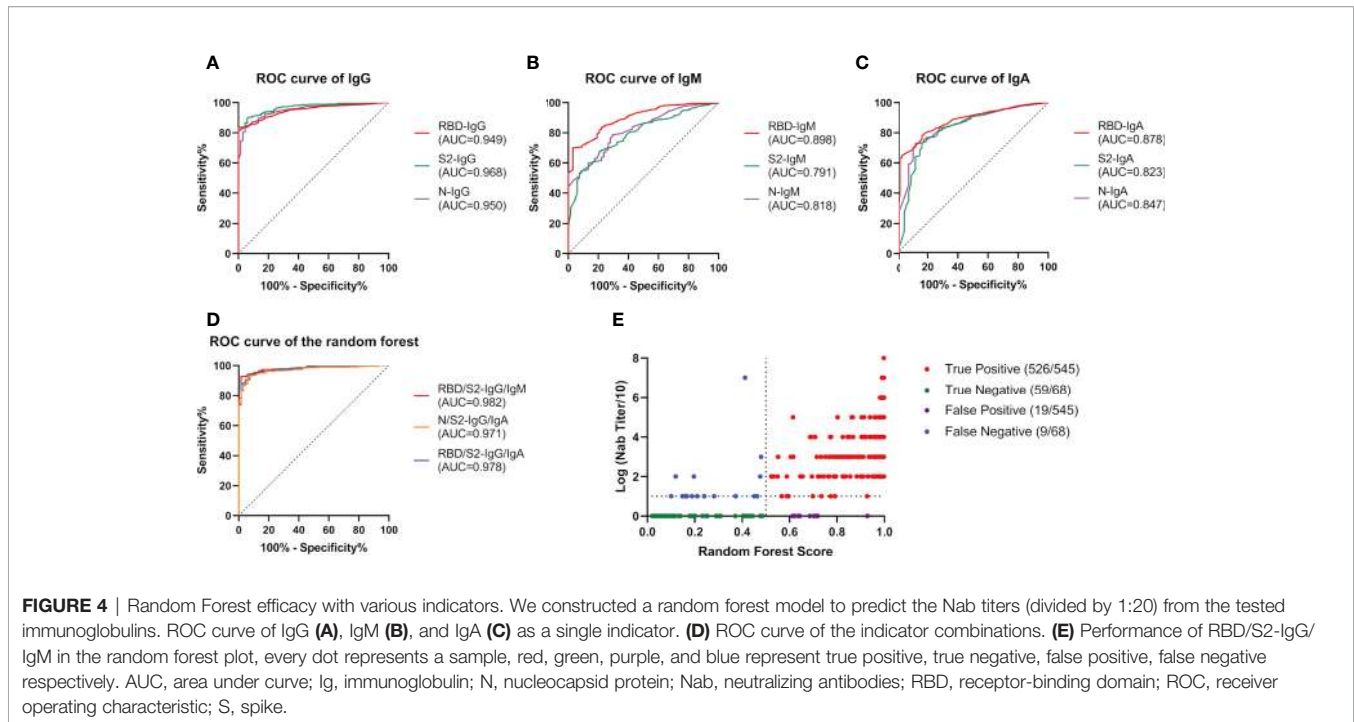 A
ROC curve of IgG
100
80
60
40
20
0
Sensitivity%
0 20 40 60 80 100
100% - Specificity%
RBD-IgG
(AUC=0.949)
S2-IgG
(AUC=0.968)
N-IgG
(AUC=0.950)
B
ROC curve of IgM
100
80
60
40
20
0
Sensitivity%
0 20 40 60 80 100
100% - Specificity%
RBD-IgM
(AUC=0.898)
S2-IgM
(AUC=0.791)
N-IgM
(AUC=0.818)
C
ROC curve of IgA
100
80
60
40
20
0
Sensitivity%
0 20 40 60 80 100
100% - Specificity%
RBD-IgA
(AUC=0.878)
S2-IgA
(AUC=0.823)
N-IgA
(AUC=0.847)
D
ROC curve of the random forest
100
80
60
40
20
0
Sensitivity%
0 20 40 60 80 100
100% - Specificity%
RBD/S2-IgG/IgM
(AUC=0.982)
N/S2-IgG/IgA
(AUC=0.971)
RBD/S2-IgG/IgA
(AUC=0.978)
E
8
6
4
2
0
Log (Nab Titer/10)
0.0 0.2 0.4 0.6 0.8 1.0
Random Forest Score
True Positive (526/545)
True Negative (59/68)
False Positive (19/545)
False Negative (9/68)
FIGURE 4 | Random Forest efficacy with various indicators. We constructed a random forest model to predict the Nab titers (divided by 1:20) from the tested
immunoglobulins. ROC curve of IgG (A), IgM (B), and IgA (C) as a single indicator. (D) ROC curve of the indicator combinations. (E) Performance of RBD/S2-IgG/
IgM in the random forest plot, every dot represents a sample, red, green, purple, and blue represent true positive, true negative, false positive, false negative
respectively. AUC, area under curve; Ig, immunoglobulin; N, nucleocapsid protein; Nab, neutralizing antibodies; RBD, receptor-binding domain; ROC, receiver
operating characteristic; S, spike.